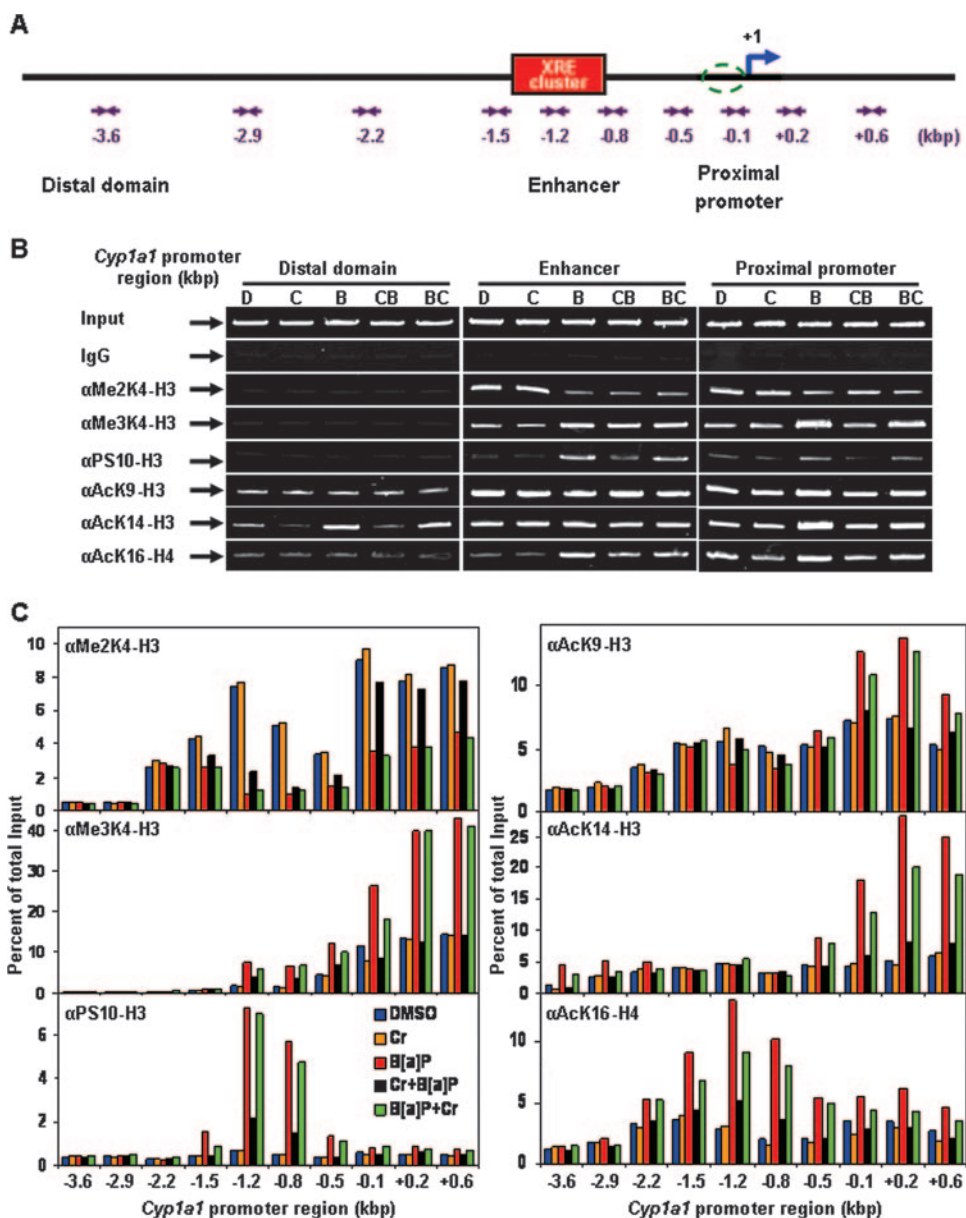 A
+1
XRE
cluster
-3.6 -2.9 -2.2 -1.5 -1.2 -0.8 -0.5 -0.1 +0.2 +0.6 (kbp)
Distal domain Enhancer Proximal
promoter
B
Cyp1a1 promoter
region (kbp)
Distal domain Enhancer Proximal promoter
D C B CB BC D C B CB BC D C B CB BC
Input
IgG
αMe2K4-H3
αMe3K4-H3
αPS10-H3
αAcK9-H3
αAcK14-H3
αAcK16-H4
C
αMe2K4-H3
10
8
6
4
2
0
αMe3K4-H3
40
30
20
10
0
αPS10-H3
6
4
2
0
DMSO
Cr
B[a]P
Cr+B[a]P
B[a]P+Cr
Percent of total Input
-3.6 -2.9 -2.2 -1.5 -1.2 -0.8 -0.5 -0.1 +0.2 +0.6
Cyp1a1 promoter region (kbp)
αAcK9-H3
10
5
0
αAcK14-H3
25
20
15
10
5
0
αAcK16-H4
10
5
0
Percent of total Input
-3.6 -2.9 -2.2 -1.5 -1.2 -0.8 -0.5 -0.1 +0.2 +0.6
Cyp1a1 promoter region (kbp)